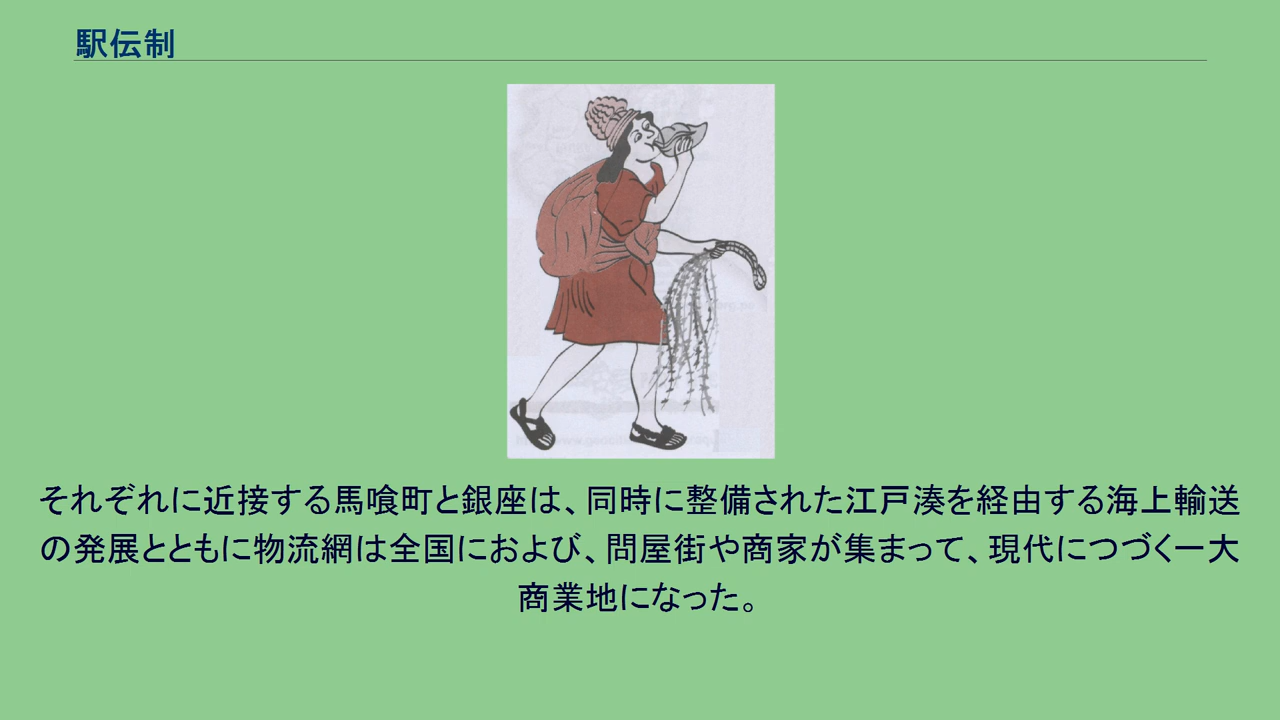 駅伝制
それぞれに近接する馬喰町と銀座は、同時に整備された江戸湊を経由する海上輸送
の発展とともに物流網は全国におよび、問屋街や商家が集まって、現代につづく一大
商業地になった。